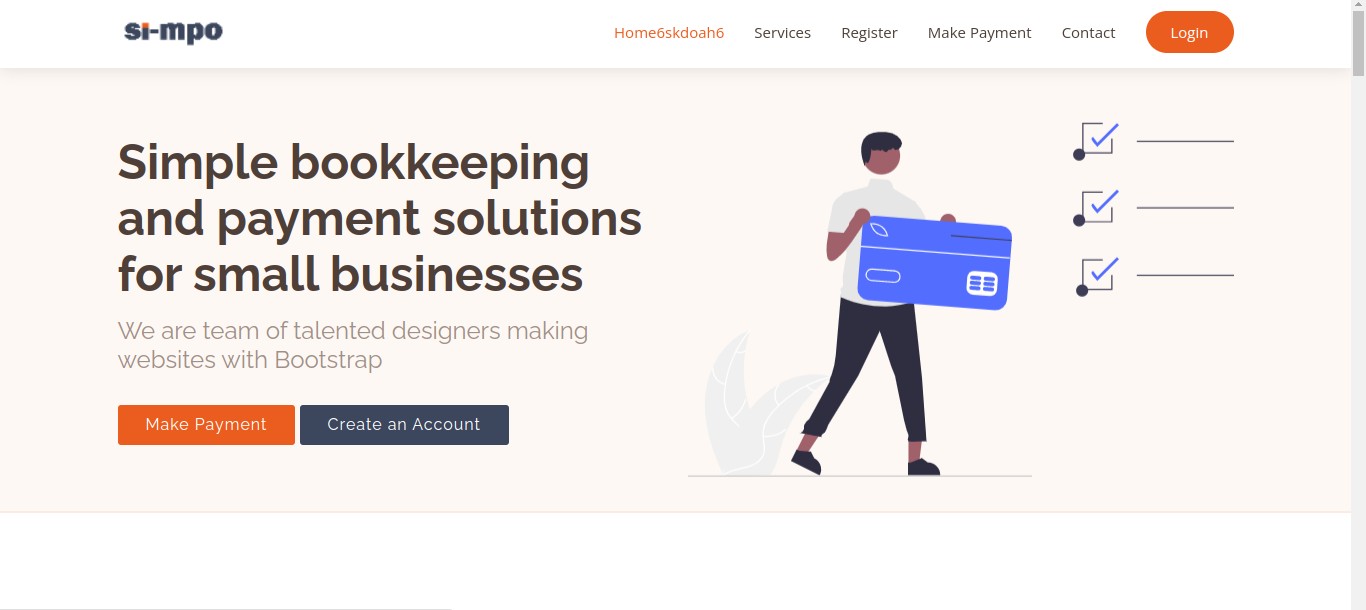 si-mpo
Home6skdoah6 Services Register Make Payment Contact Login
Simple bookkeeping
and payment solutions
for small businesses
We are team of talented designers making
websites with Bootstrap
Make Payment Create an Account